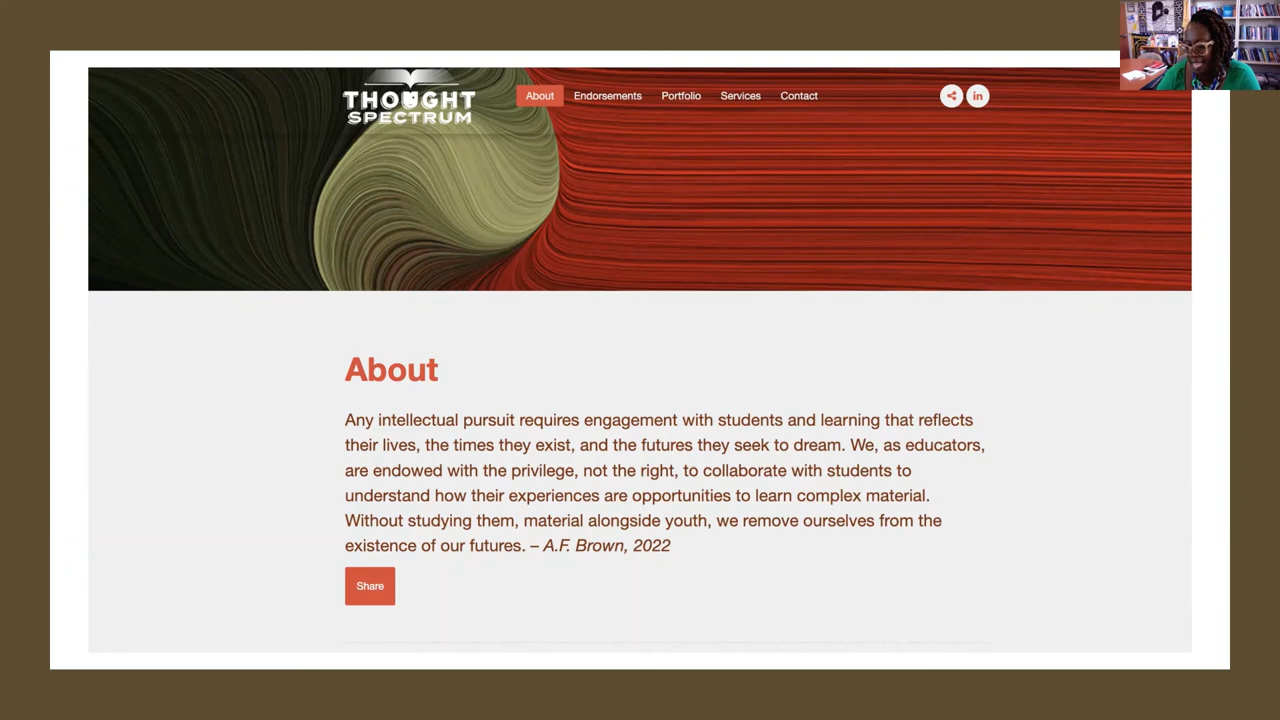 THOUGHT
SPECTRUM
About
Endorsements
Portfolio
Services
Contact
in
About
Any intellectual pursuit requires engagement with students and learning that reflects
their lives, the times they exist, and the futures they seek to dream. We, as educators,
are endowed with the privilege, not the right, to collaborate with students to
understand how their experiences are opportunities to learn complex material.
Without studying them, material alongside youth, we remove ourselves from the
existence of our futures. – A.F. Brown, 2022
Share